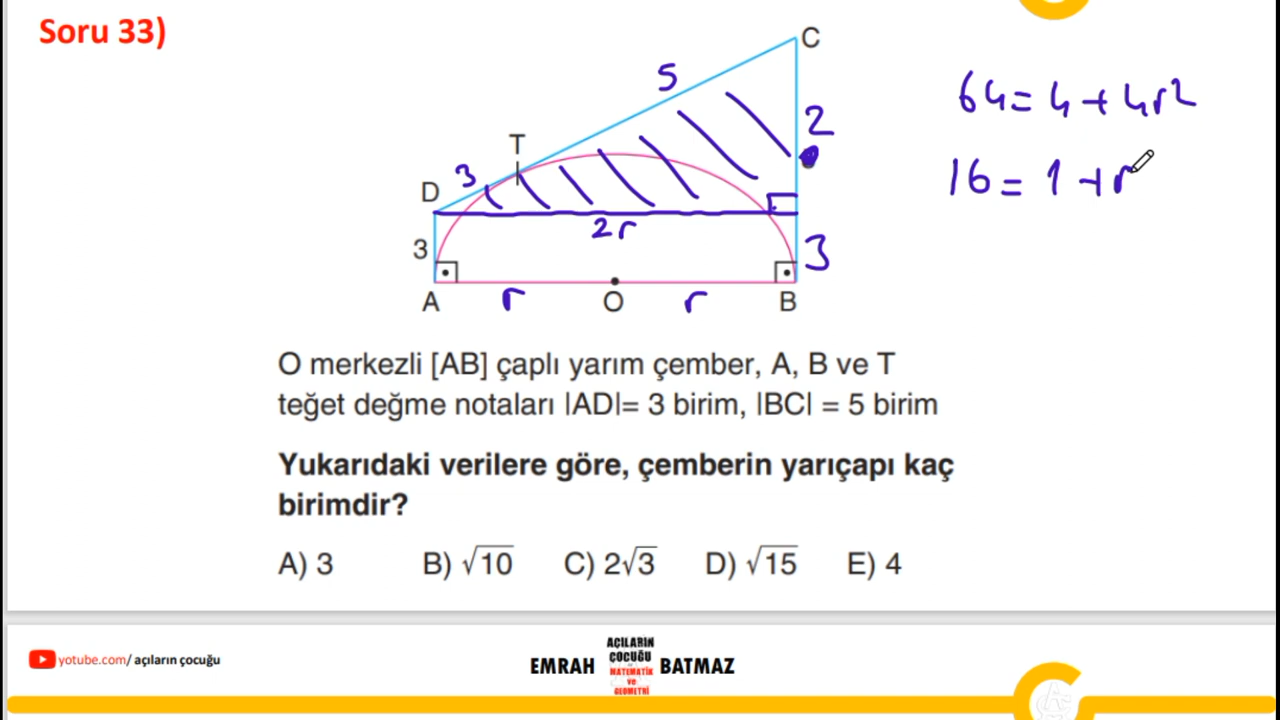 Soru 33)
C
5
64 = 4 + 4r²
2
T
3
D
16 = 1 + r
2r
3
3
A
r
O
r
B
O merkezli [AB] çaplı yarım çember, A, B ve T
teğet değme notaları |AD|= 3 birim, |BC| = 5 birim
Yukarıdaki verilere göre, çemberin yarıçapı kaç
birimdir?
A) 3 B) √10 C) 2√3 D) √15 E) 4
yotube.com/ açıların çocuğu
EMRAH
AÇILARIN
ÇOCUĞU
MATEMATİK
ve
GEOMETRİ
BATMAZ